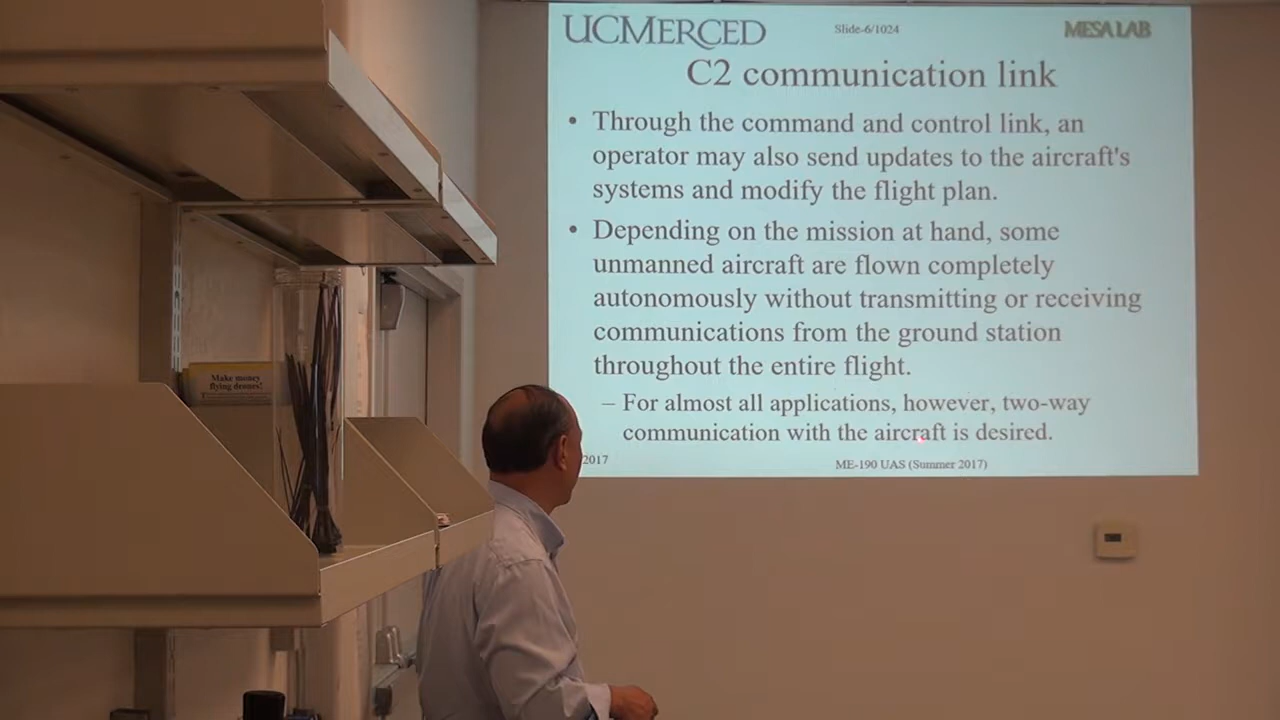 UCMERCED
Slide-6/1024
MESA LAB
C2 communication link
• Through the command and control link, an
operator may also send updates to the aircraft's
systems and modify the flight plan.
• Depending on the mission at hand, some
unmanned aircraft are flown completely
autonomously without transmitting or receiving
communications from the ground station
throughout the entire flight.
– For almost all applications, however, two-way
communication with the aircraft is desired.
2017
ME-190 UAS (Summer 2017)
Make money
flying drones!